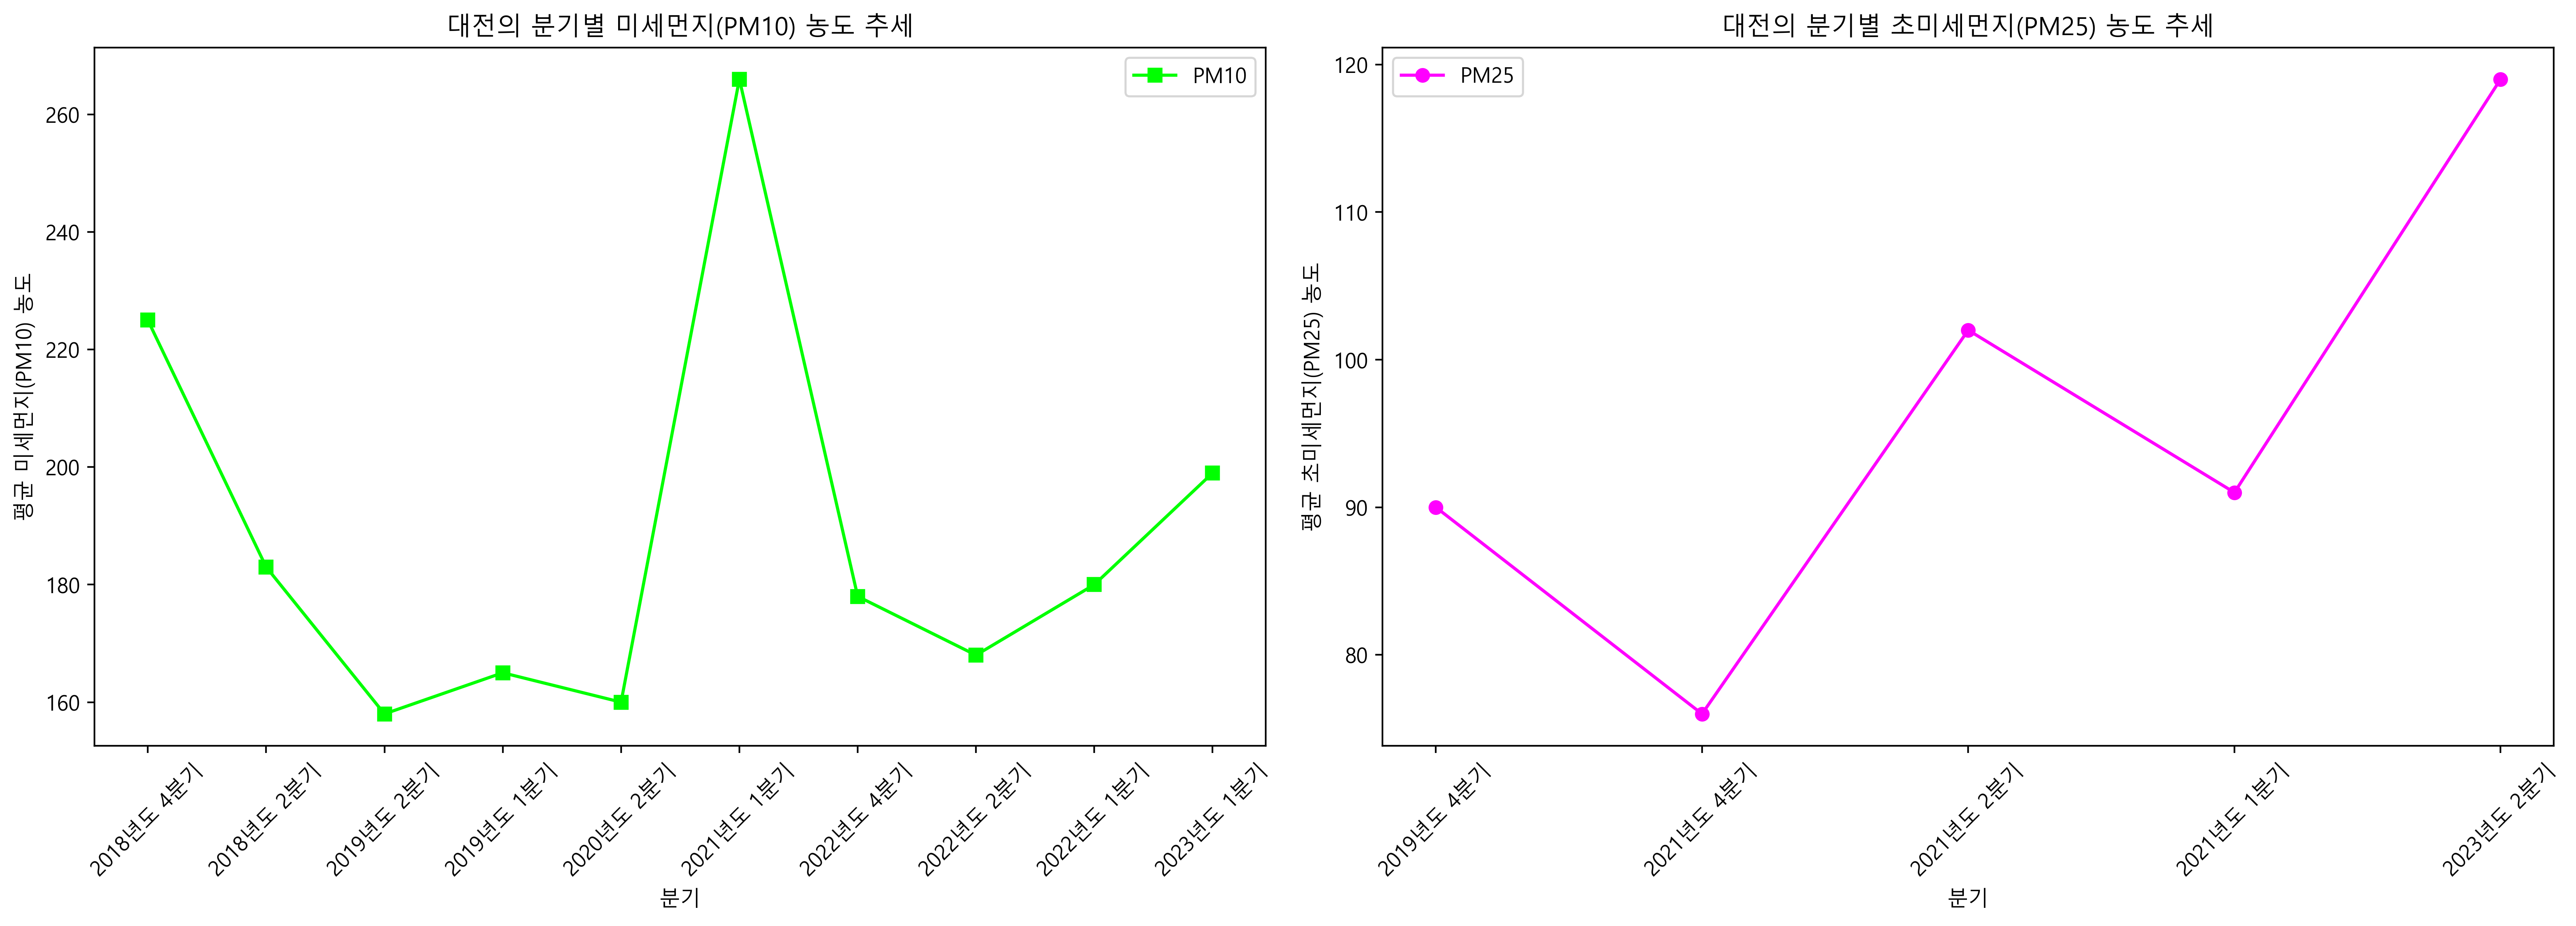 대전의 분기별 미세먼지(PM10) 농도 추세
PM10
평균 미세먼지(PM10) 농도
260
240
220
200
180
160
2018년도 4분기
2018년도 2분기
2019년도 2분기
2019년도 1분기
2020년도 2분기
2021년도 1분기
2022년도 4분기
2022년도 2분기
2022년도 1분기
2023년도 1분기
분기
대전의 분기별 초미세먼지(PM25) 농도 추세
PM25
평균 초미세먼지(PM25) 농도
120
110
100
90
80
2019년도 4분기
2021년도 4분기
2021년도 2분기
2021년도 1분기
2023년도 2분기
분기